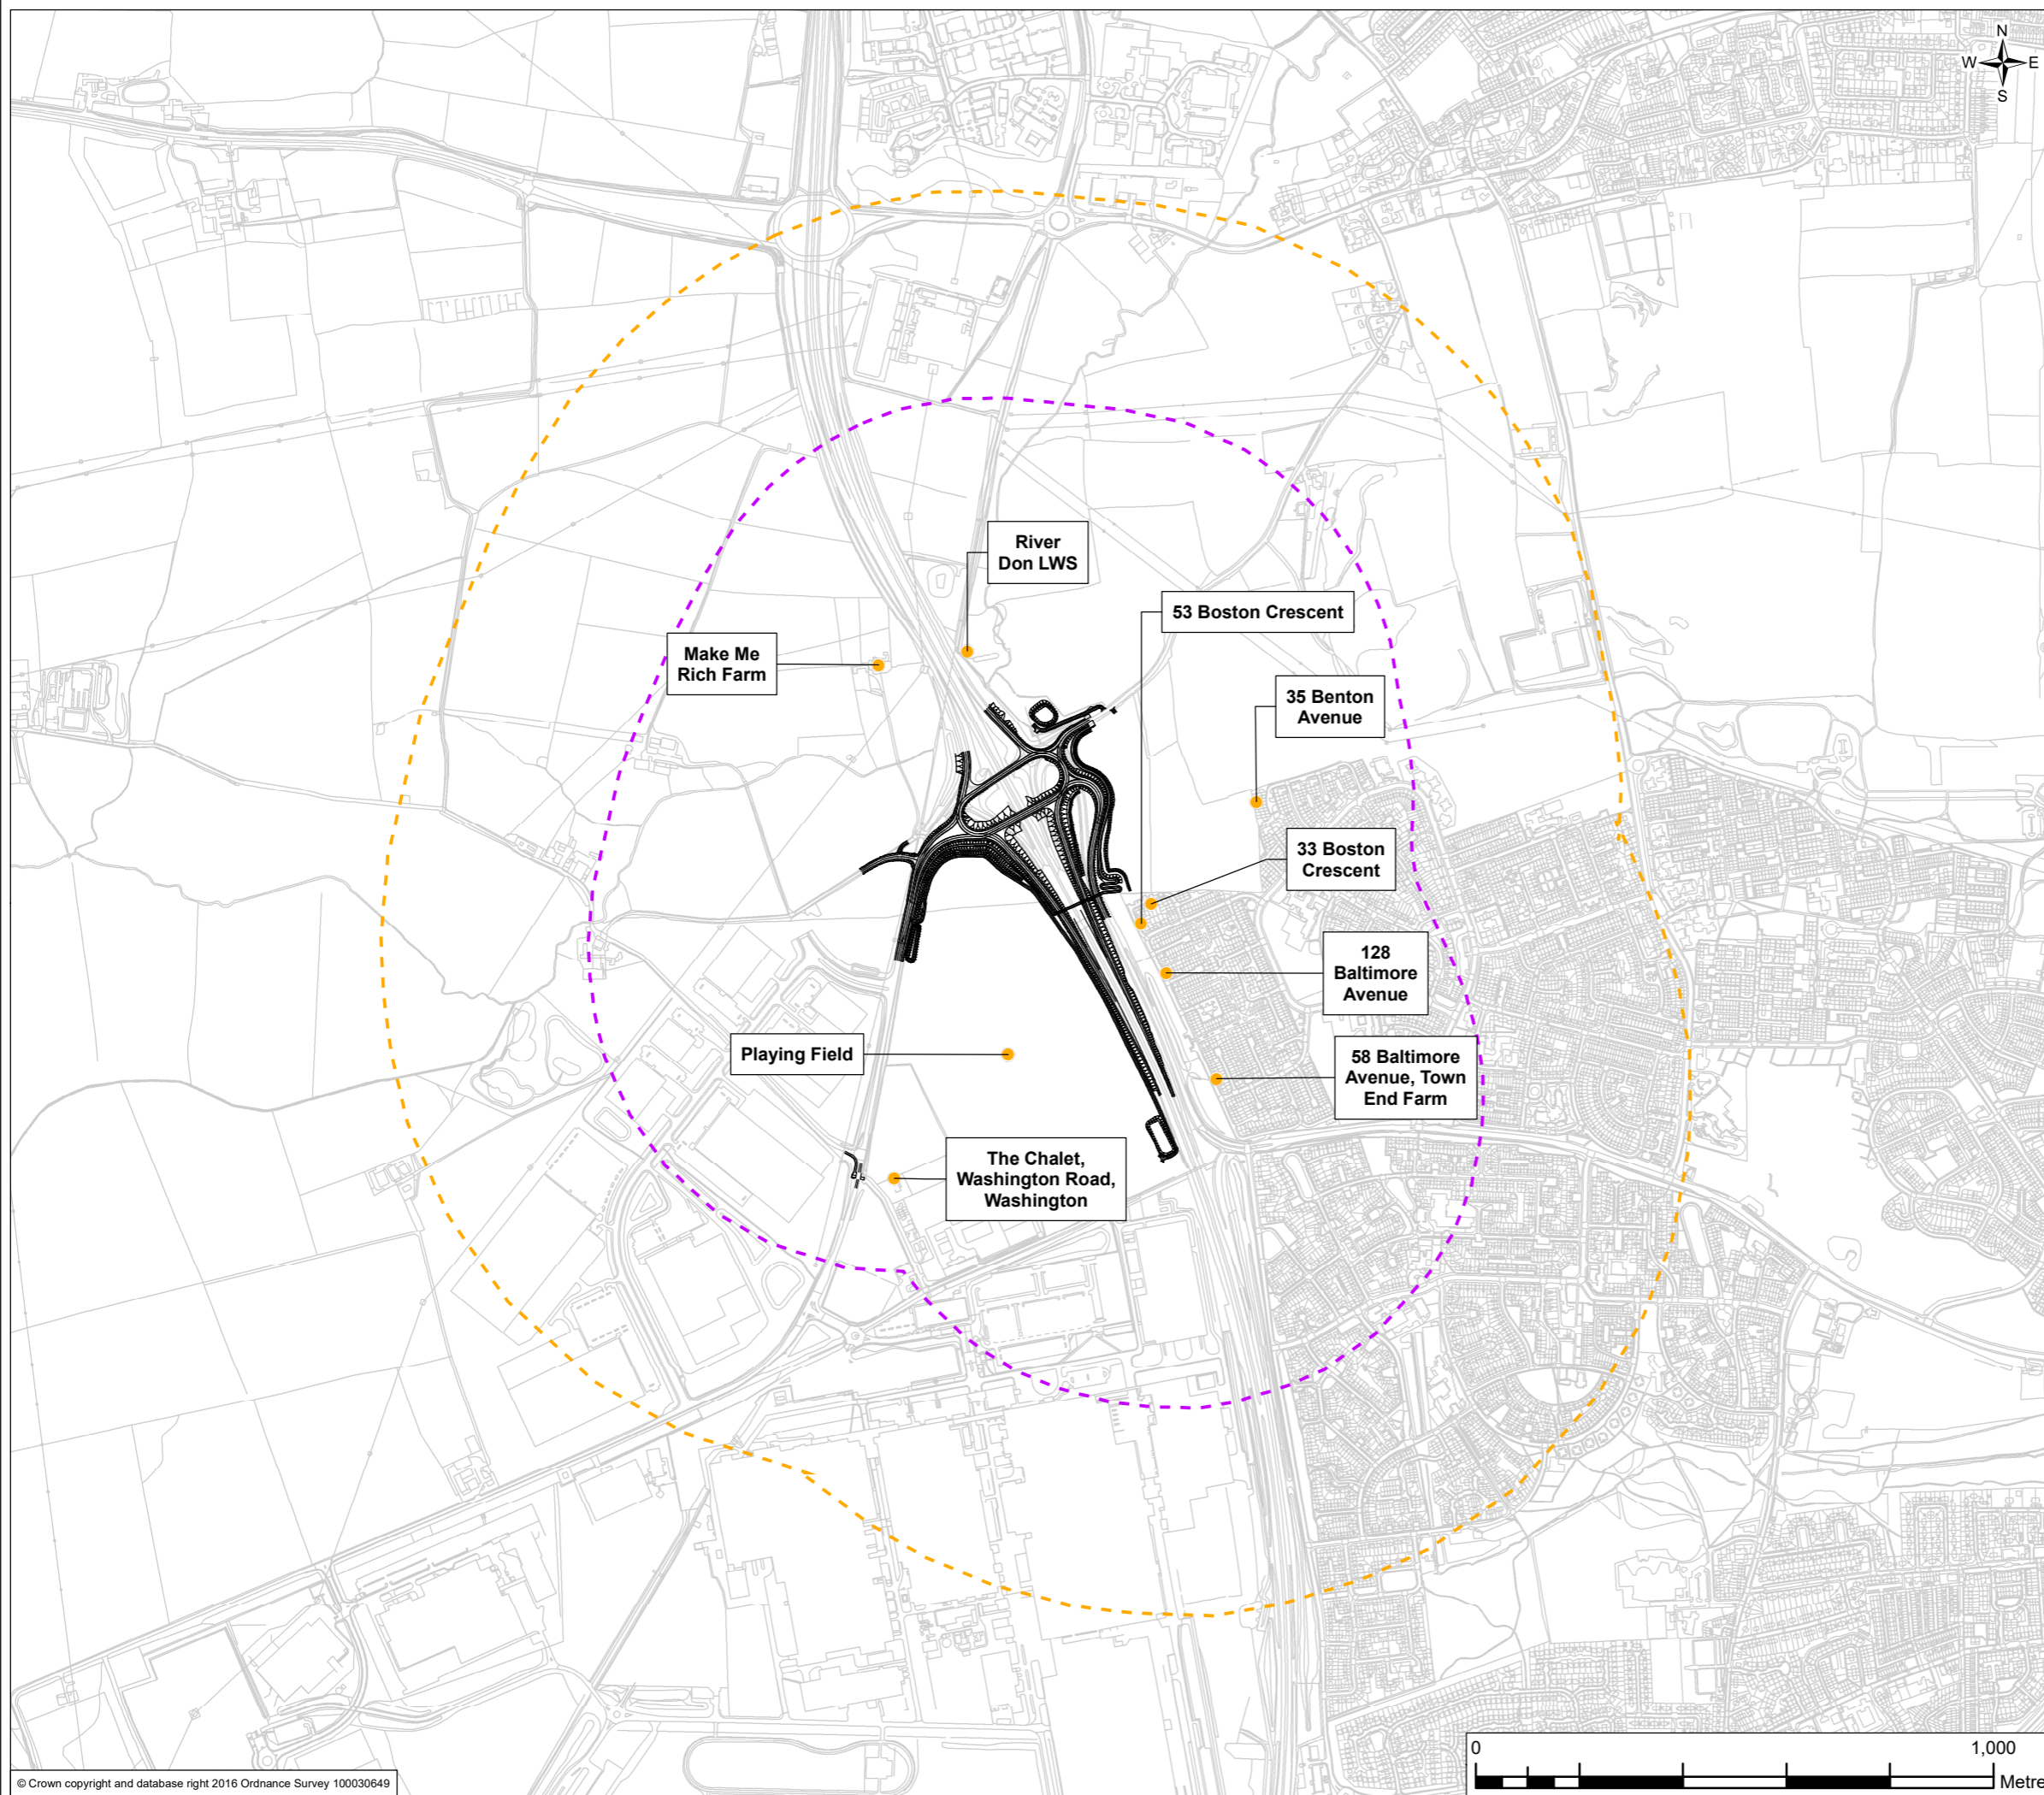 N
W E
S
River
Don LWS
53 Boston Crescent
Make Me
Rich Farm
35 Benton
Avenue
33 Boston
Crescent
128
Baltimore
Avenue
Playing Field
58 Baltimore
Avenue, Town
End Farm
The Chalet,
Washington Road,
Washington
0 1,000
Metre
© Crown copyright and database right 2016 Ordnance Survey 100030649